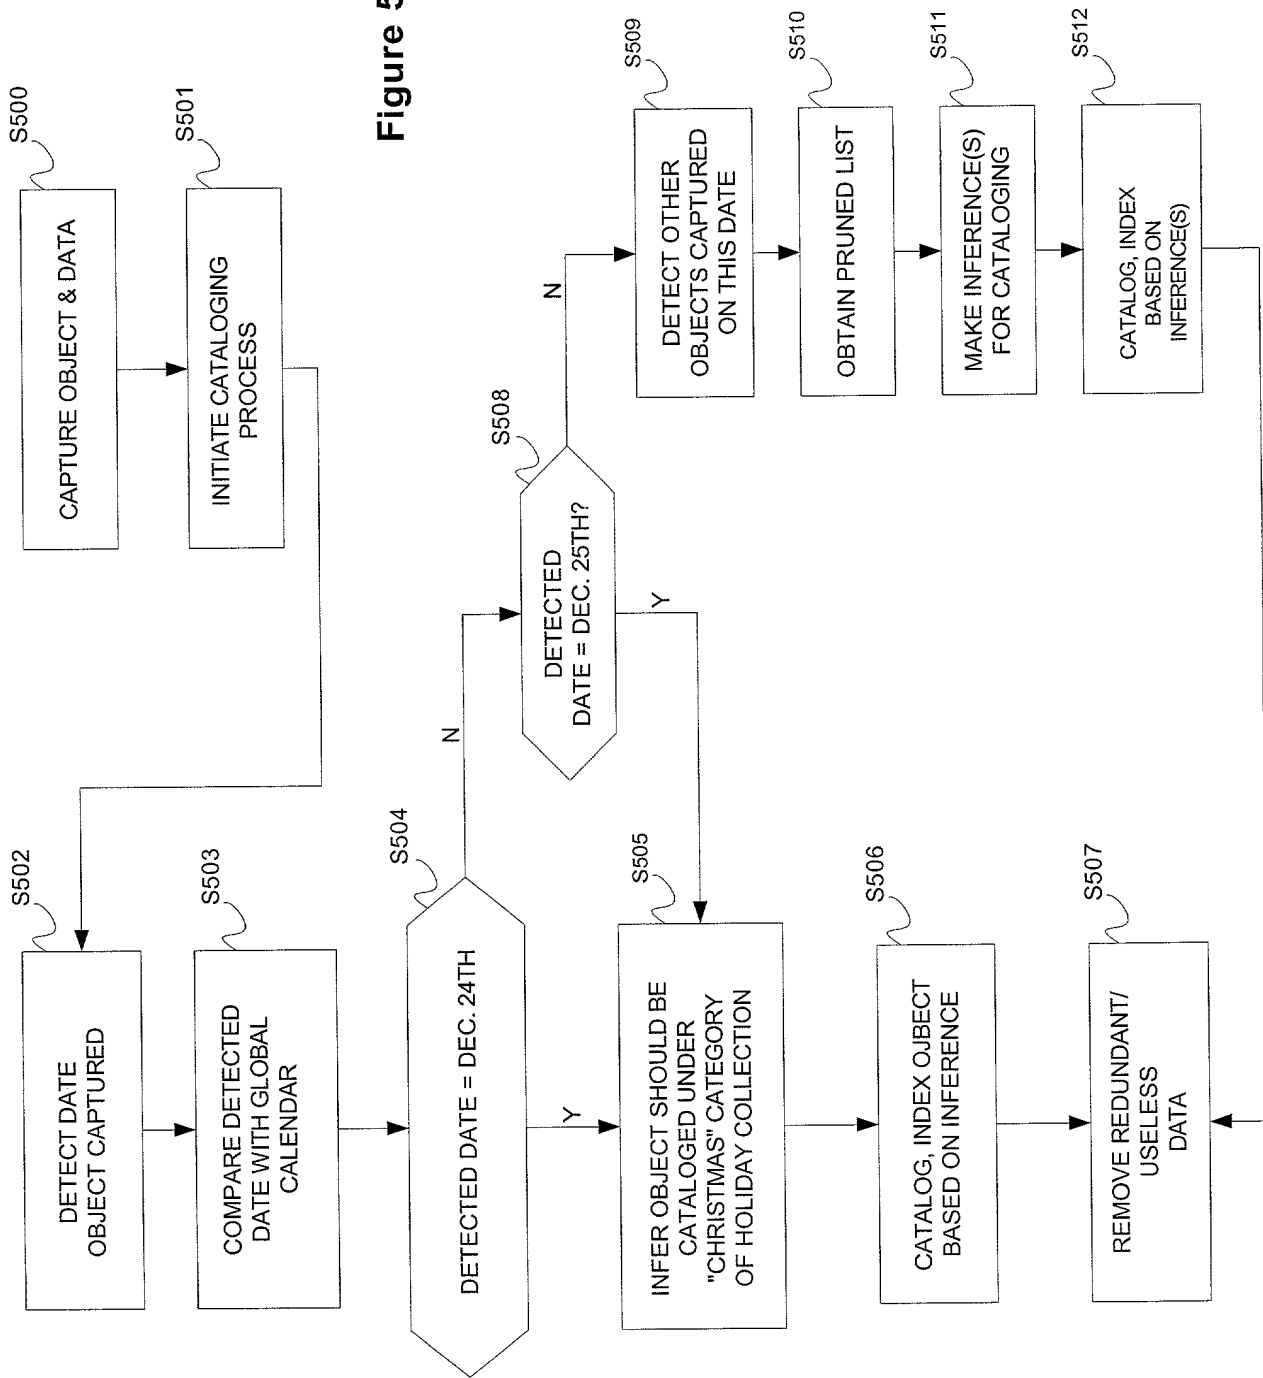 Figure 5
S500
CAPTURE OBJECT & DATA
S501
INITIATE CATALOGING
PROCESS
S502
DETECT DATE
OBJECT CAPTURED
S503
COMPARE DETECTED
DATE WITH GLOBAL
CALENDAR
S504
DETECTED DATE = DEC. 24TH
N
Y
S505
INFER OBJECT SHOULD BE
CATALOGED UNDER
"CHRISTMAS" CATEGORY
OF HOLIDAY COLLECTION
S506
CATALOG, INDEX OJBECT
BASED ON INFERENCE
S507
REMOVE REDUNDANT/
USELESS
DATA
S508
DETECTED
DATE = DEC. 25TH?
N
Y
S509
DETECT OTHER
OBJECTS CAPTURED
ON THIS DATE
S510
OBTAIN PRUNED LIST
S511
MAKE INFERENCE(S)
FOR CATALOGING
S512
CATALOG, INDEX
BASED ON
INFERENCE(S)